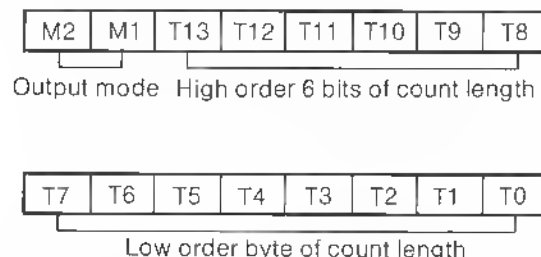 M2 M1 T13 T12 T11 T10 T9 T8
Output mode High order 6 bits of count length
T7 T6 T5 T4 T3 T2 T1 T0
Low order byte of count length